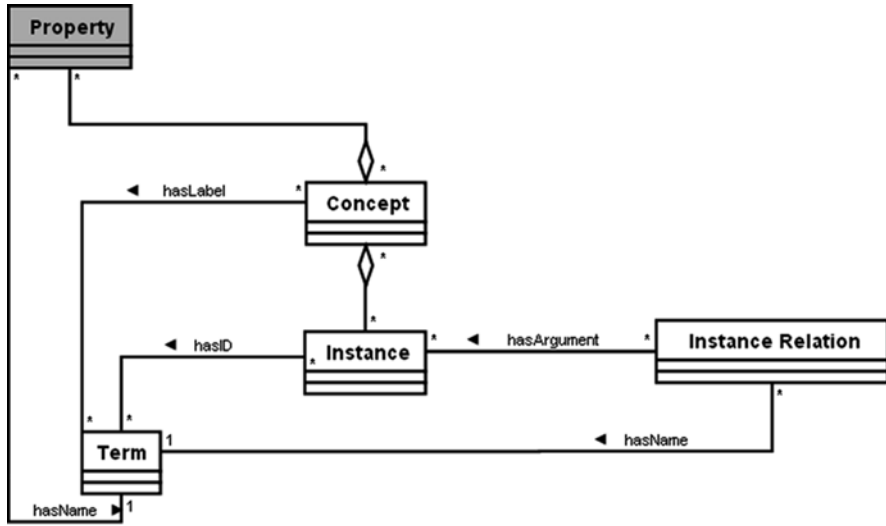 Property
* *
*
◄ hasLabel *
Concept
*
*
◄ hasID *
Instance
* ◄ hasArgument *
Instance Relation
*
* *
1 ◄ hasName
Term
hasName ► 1